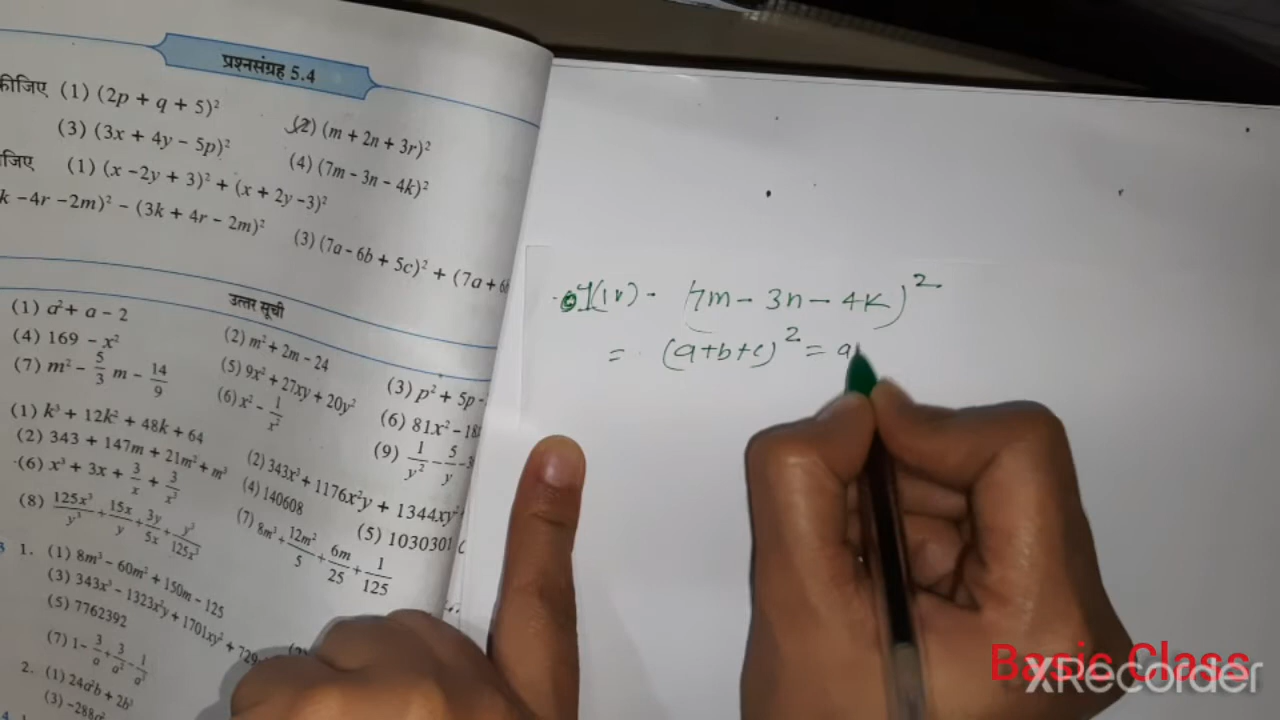 प्रश्नसंग्रह 5.4
कीजिए (1) (2p + q + 5)²
(2) (m + 2n + 3r)²
(3) (3x + 4y − 5p)²
(4) (7m − 3n − 4k)²
(1) (x − 2y + 3)² + (x + 2y − 3)²
k − 4r − 2m)² − (3k + 4r − 2m)²
(3) (7a − 6b + 5c)² + (7a +
उत्तर सूची
(1) a² + a − 2
(2) m² + 2m − 24
(3) p² + 5p −
(4) 169 − x²
(5) 9x² + 27xy + 20y²
(6) 81x² − 18
(7) m² − 5/3 m − 14/9
(6) x² − 1/x²
(9) 1/y² − 5/y −
(1) k³ + 12k² + 48k + 64
(2) 343x³ + 1176x²y + 1344xy²
(2) 343 + 147m + 21m² + m³
(4) 140608
(5) 1030301
(6) x³ + 3x + 3/x + 3/x³
(7) 8m³ + 12m²/5 + 6m/25 + 1/125
(8) 125x³/y³ + 15x/y + 3y/5x + y³/125x³
1. (1) 8m³ − 60m² + 150m − 125
(3) 343x³ − 1323x²y + 1701xy² + 729
(5) 7762392
(7) 1 − 3/a + 3/a² − 1/a³
2. (1) 24a²b + 2b³
(3) −288a²
(iv) - (7m − 3n − 4k)²
= (a+b+c)² = a
Basic Class
XRecorder